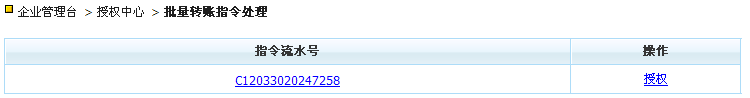 企业管理台 > 授权中心 > 批量转账指令处理
指令流水号 操作
C12033020247258 授权